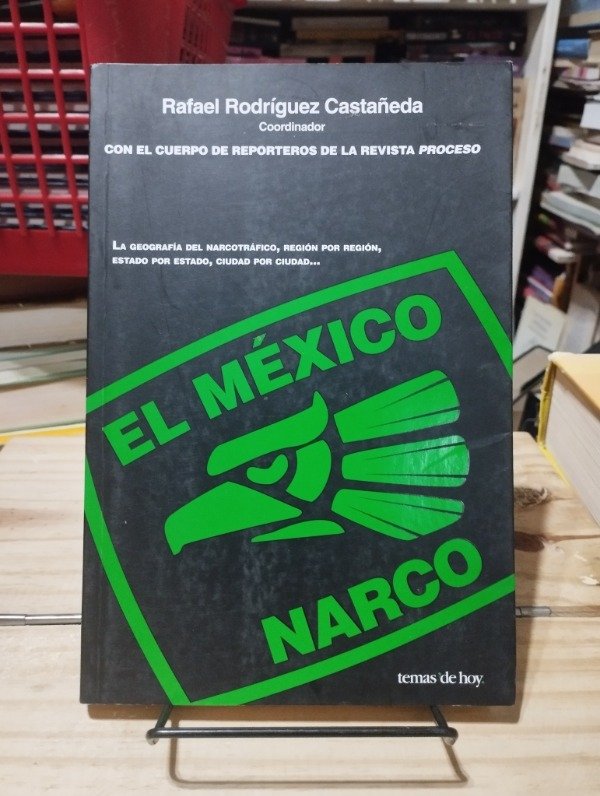 Rafael Rodríguez Castañeda
Coordinador
CON EL CUERPO DE REPORTEROS DE LA REVISTA PROCESO
LA GEOGRAFÍA DEL NARCOTRÁFICO, REGIÓN POR REGIÓN,
ESTADO POR ESTADO, CIUDAD POR CIUDAD...
EL MÉXICO
NARCO
temas'de hoy